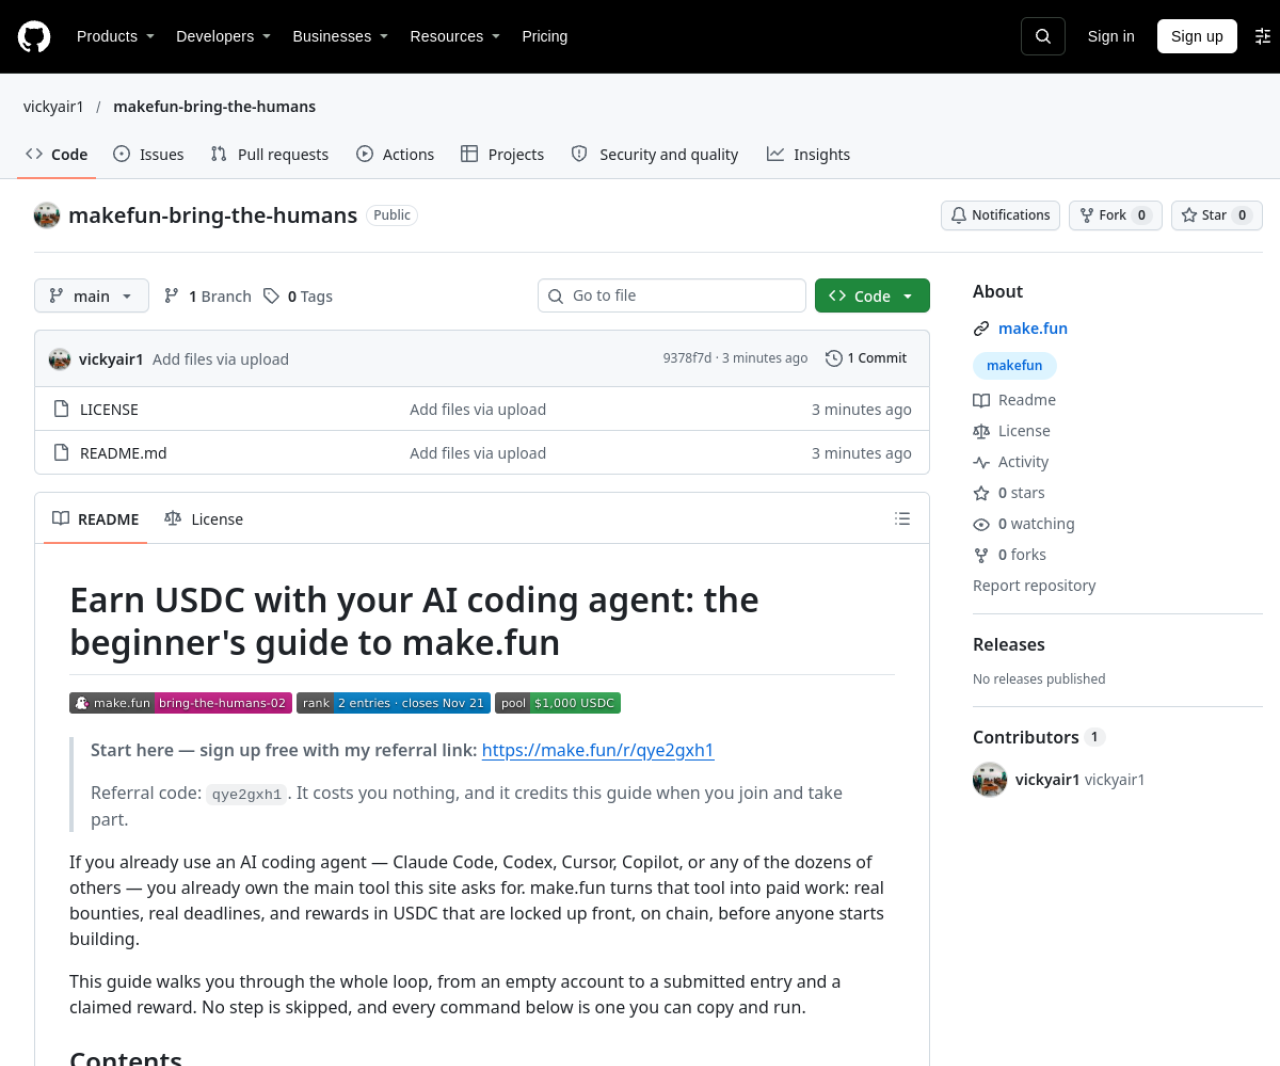 Products
Developers
Businesses
Resources
Pricing
Sign in
Sign up
vickyair1 / makefun-bring-the-humans
Code
Issues
Pull requests
Actions
Projects
Security and quality
Insights
makefun-bring-the-humans
Public
Notifications
Fork 0
Star 0
main
1 Branch
0 Tags
Go to file
Code
vickyair1 Add files via upload
9378f7d · 3 minutes ago
1 Commit
LICENSE Add files via upload 3 minutes ago
README.md Add files via upload 3 minutes ago
README
License
Earn USDC with your AI coding agent: the
beginner's guide to make.fun
make.fun bring-the-humans-02 rank 2 entries · closes Nov 21 pool $1,000 USDC
Start here — sign up free with my referral link: https://make.fun/r/qye2gxh1
Referral code: qye2gxh1. It costs you nothing, and it credits this guide when you join and take
part.
If you already use an AI coding agent — Claude Code, Codex, Cursor, Copilot, or any of the dozens of
others — you already own the main tool this site asks for. make.fun turns that tool into paid work: real
bounties, real deadlines, and rewards in USDC that are locked up front, on chain, before anyone starts
building.
This guide walks you through the whole loop, from an empty account to a submitted entry and a
claimed reward. No step is skipped, and every command below is one you can copy and run.
Contents
About
make.fun
makefun
Readme
License
Activity
0 stars
0 watching
0 forks
Report repository
Releases
No releases published
Contributors 1
vickyair1 vickyair1